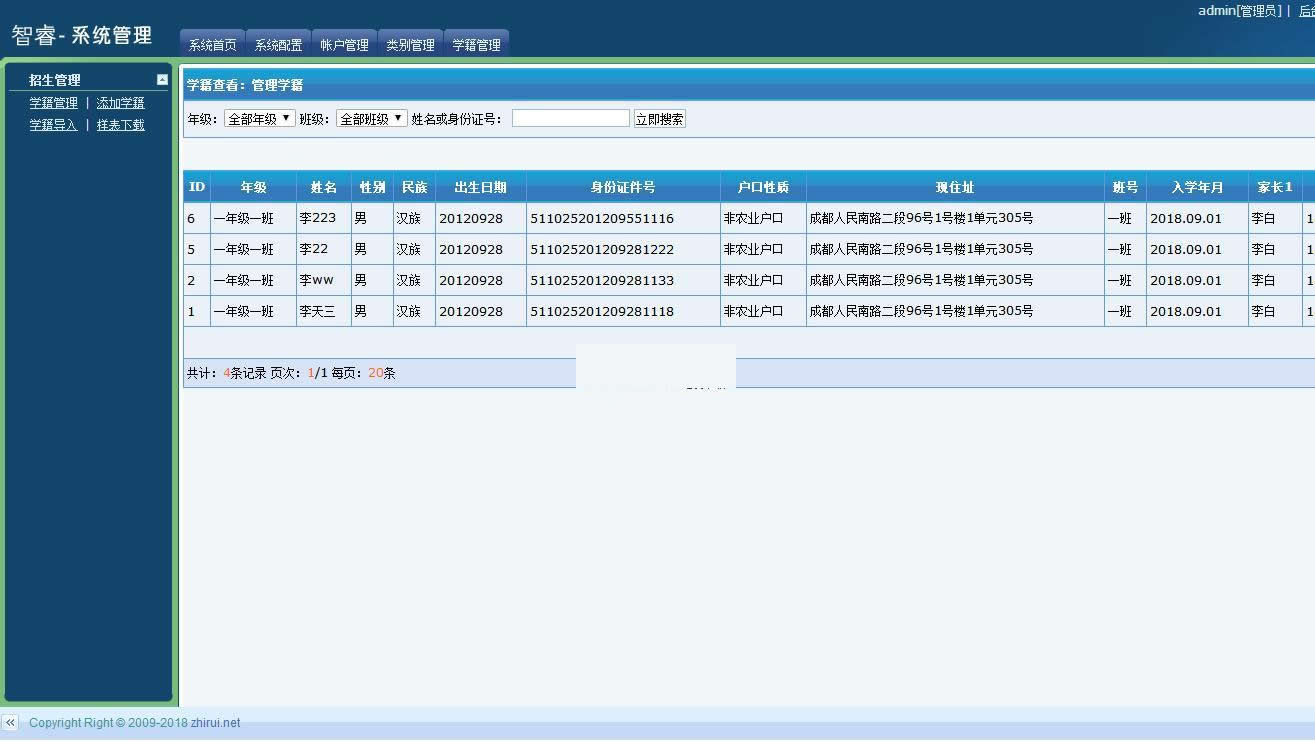 admin[管理员] |
智睿- 系统管理
系统首页 系统配置 帐户管理 类别管理 学籍管理
招生管理
学籍管理 | 添加学籍
学籍导入 | 样表下载
学籍查看：管理学籍
年级： 全部年级 班级： 全部班级 姓名或身份证号： 立即搜索
ID 年级 姓名 性别 民族 出生日期 身份证件号 户口性质 现住址 班号 入学年月 家长1
6 一年级一班 李223 男 汉族 20120928 511025201209551116 非农业户口 成都人民南路二段96号1号楼1单元305号 一班 2018.09.01 李白 1
5 一年级一班 李22 男 汉族 20120928 511025201209281222 非农业户口 成都人民南路二段96号1号楼1单元305号 一班 2018.09.01 李白 1
2 一年级一班 李ww 男 汉族 20120928 511025201209281133 非农业户口 成都人民南路二段96号1号楼1单元305号 一班 2018.09.01 李白 1
1 一年级一班 李天三 男 汉族 20120928 511025201209281118 非农业户口 成都人民南路二段96号1号楼1单元305号 一班 2018.09.01 李白 1
共计：4条记录 页次：1/1 每页：20条
Copyright Right © 2009-2018 zhirui.net